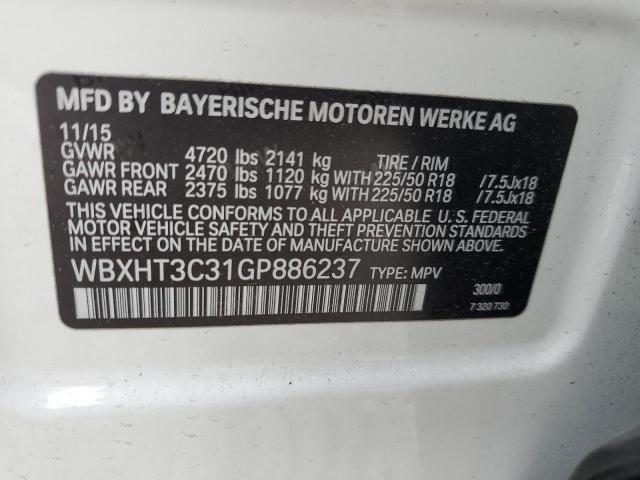 MFD BY BAYERISCHE MOTOREN WERKE AG
11/15
GVWR 4720 lbs 2141 kg TIRE / RIM
GAWR FRONT 2470 lbs 1120 kg WITH 225/50 R18 /7.5Jx18
GAWR REAR 2375 lbs 1077 kg WITH 225/50 R18 /7.5Jx18
THIS VEHICLE CONFORMS TO ALL APPLICABLE U. S. FEDERAL
MOTOR VEHICLE SAFETY AND THEFT PREVENTION
STANDARDS IN EFFECT ON THE DATE OF MANUFACTURE SHOWN ABOVE.
WBXHT3C31GP886237 TYPE: MPV
300/0
7 320 730